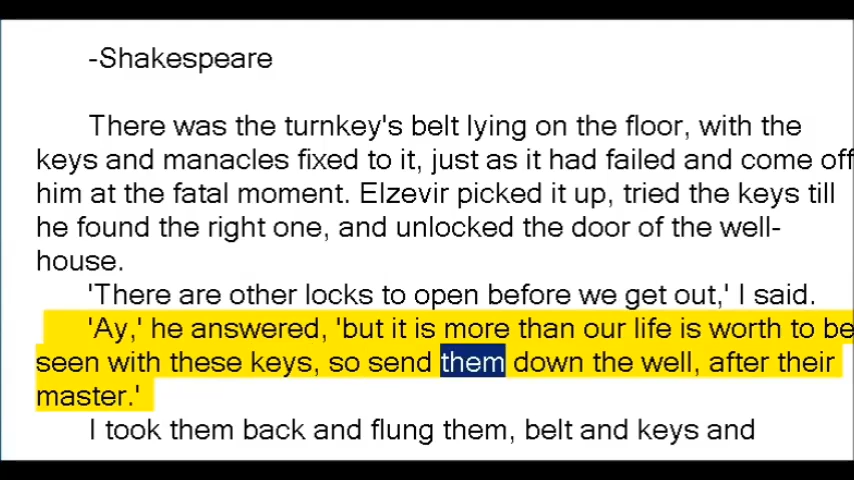 -Shakespeare
There was the turnkey's belt lying on the floor, with the
keys and manacles fixed to it, just as it had failed and come off
him at the fatal moment. Elzevir picked it up, tried the keys till
he found the right one, and unlocked the door of the well-
house.
'There are other locks to open before we get out,' I said.
'Ay,' he answered, 'but it is more than our life is worth to be
seen with these keys, so send them down the well, after their
master.'
I took them back and flung them, belt and keys and